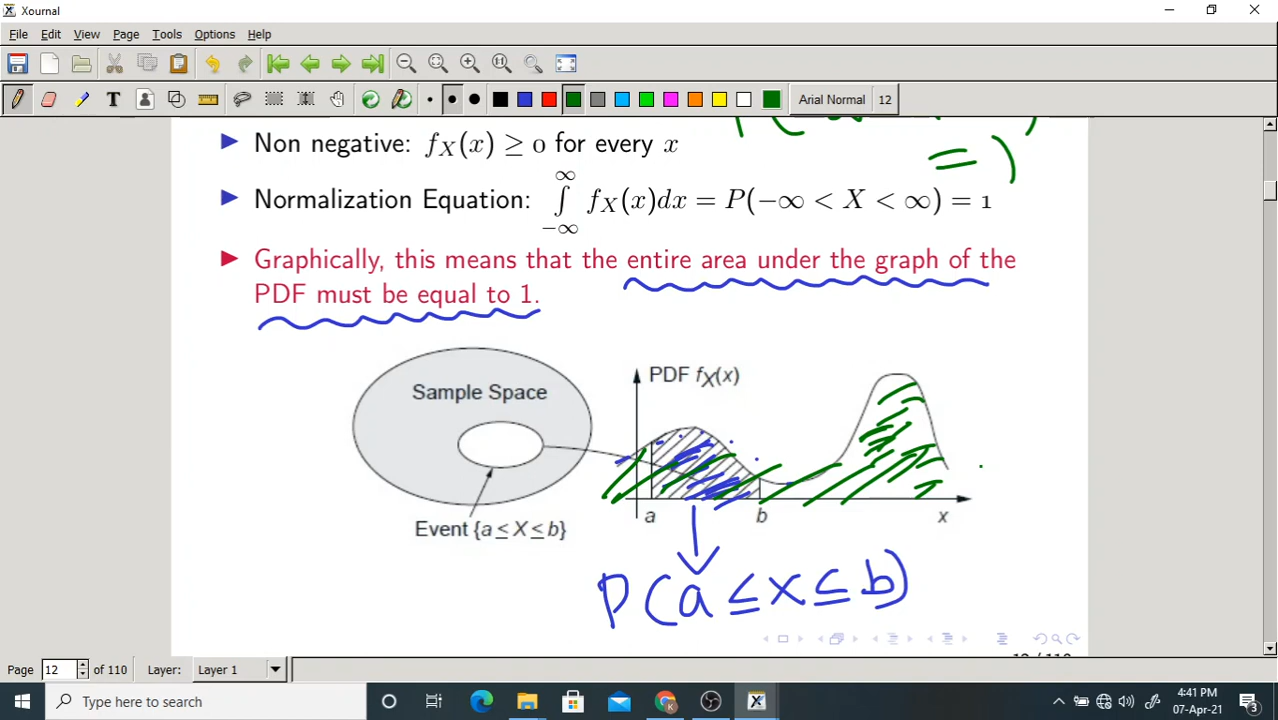 Xournal
File Edit View Page Tools Options Help
Arial Normal 12
=)
▶ Non negative: f_X(x) ≥ 0 for every x
▶ Normalization Equation: ∫_{−∞}^{∞} f_X(x)dx = P(−∞ < X < ∞) = 1
▶ Graphically, this means that the entire area under the graph of the
PDF must be equal to 1.
PDF f_X(x)
Sample Space
a b x
Event {a ≤ X ≤ b}
P(a ≤ x ≤ b)
Page 12 of 110 Layer: Layer 1
Type here to search
4:41 PM
07-Apr-21
3